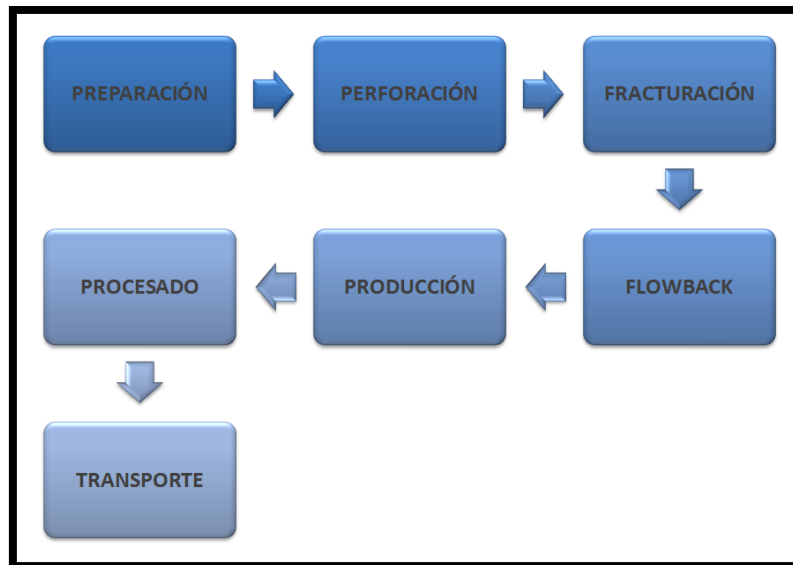 PREPARACIÓN
PERFORACIÓN
FRACTURACIÓN
FLOWBACK
PRODUCCIÓN
PROCESADO
TRANSPORTE